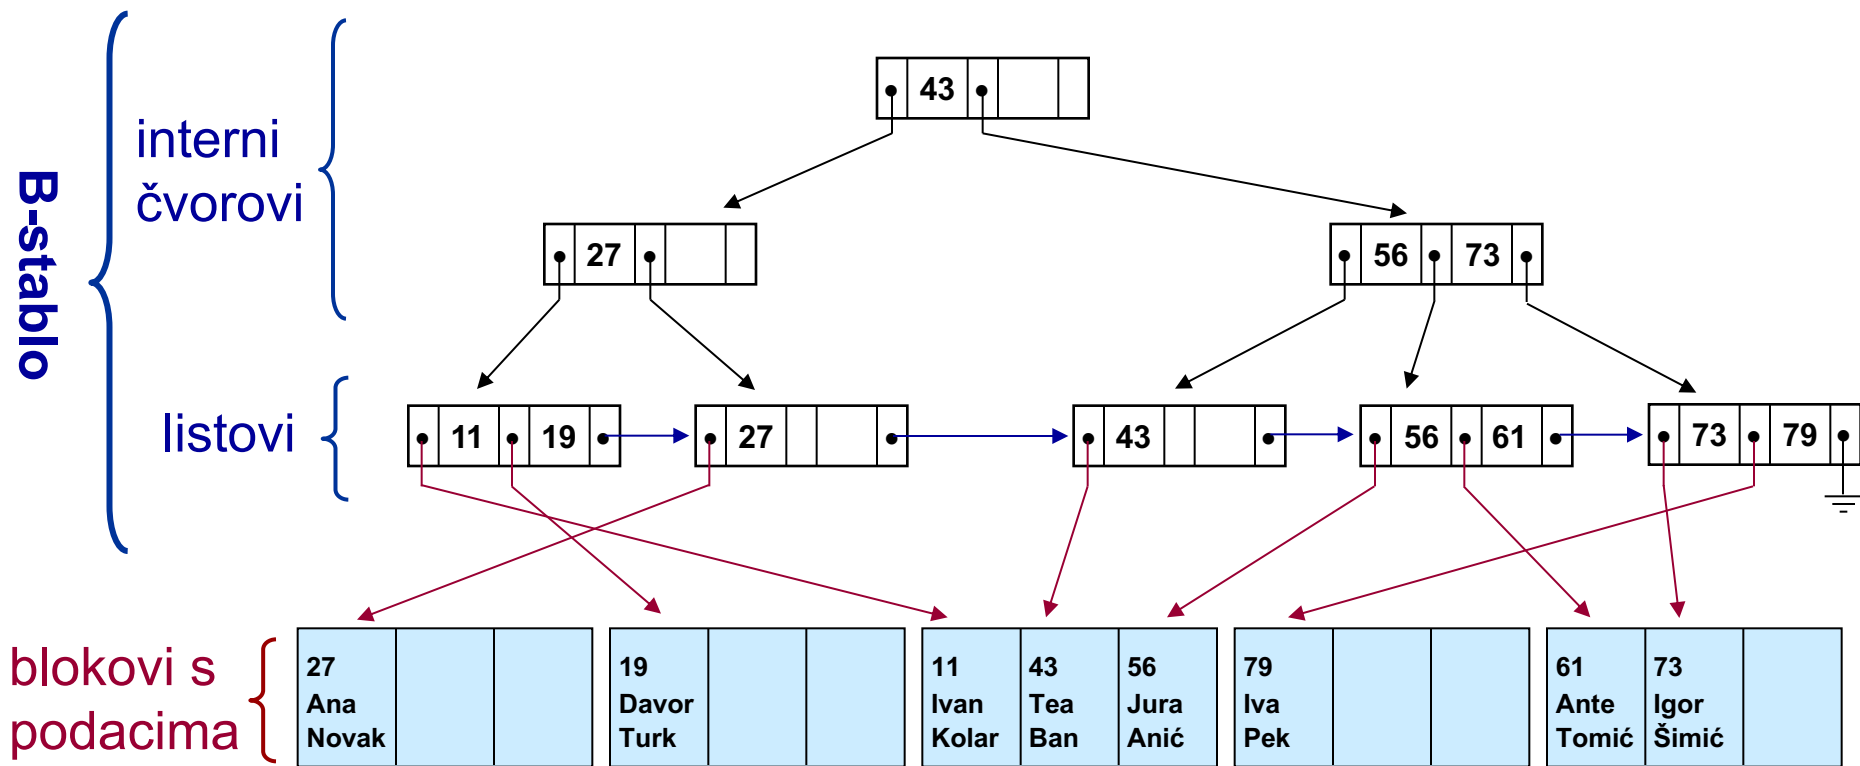 B-stablo
interni
čvorovi
43
27
56 73
listovi
11 19
27
43
56 61
73 79
blokovi s
podacima
27
Ana
Novak
19
Davor
Turk
11
Ivan
Kolar
43
Tea
Ban
56
Jura
Anić
79
Iva
Pek
61
Ante
Tomić
73
Igor
Šimić